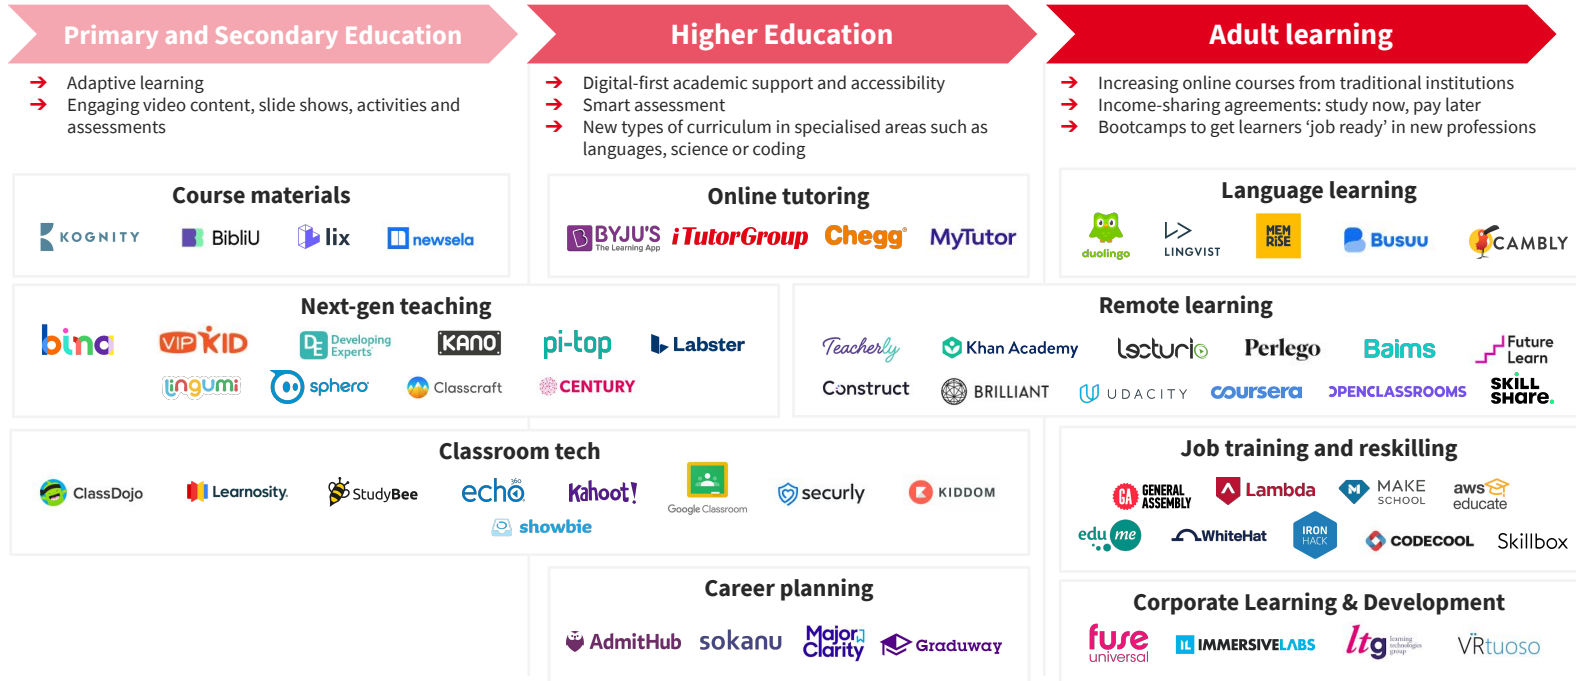 Primary and Secondary Education
Higher Education
Adult learning
➔ Adaptive learning
➔ Engaging video content, slide shows, activities and
assessments
➔ Digital-first academic support and accessibility
➔ Smart assessment
➔ New types of curriculum in specialised areas such as
languages, science or coding
➔ Increasing online courses from traditional institutions
➔ Income-sharing agreements: study now, pay later
➔ Bootcamps to get learners ‘job ready’ in new professions
Course materials
KOGNITY BibliU lix newsela
Online tutoring
BYJU'S iTutorGroup Chegg MyTutor
The Learning App
Language learning
duolingo
LINGVIST
MEM
RiSE
Busuu
CAMBLY
Next-gen teaching
bina VIPKID
DE Developing
Experts
KANO pi-top Labster
lingumi sphero Classcraft CENTURY
Remote learning
Teacherly Khan Academy Lecturio Perlego Baims
Future
Learn
Construct BRILLIANT UDACITY coursera OPENCLASSROOMS
SKILL
SHare.
Classroom tech
ClassDojo Learnosity. StudyBee echo360 Kahoot!
Google Classroom
securly KIDDOM
showbie
Job training and reskilling
GA GENERAL
ASSEMBLY
Lambda
M MAKE
SCHOOL
aws
educate
edu me WhiteHat
IRON
HACK
CODECOOL Skillbox
Career planning
AdmitHub sokanu
Major
Clarity
Graduway
Corporate Learning & Development
fuse
universal
IL IMMERSIVELABS
ltg learning
technologies
group
VRtuoso